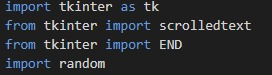 import tkinter as tk
from tkinter import scrolledtext
from tkinter import END
import random